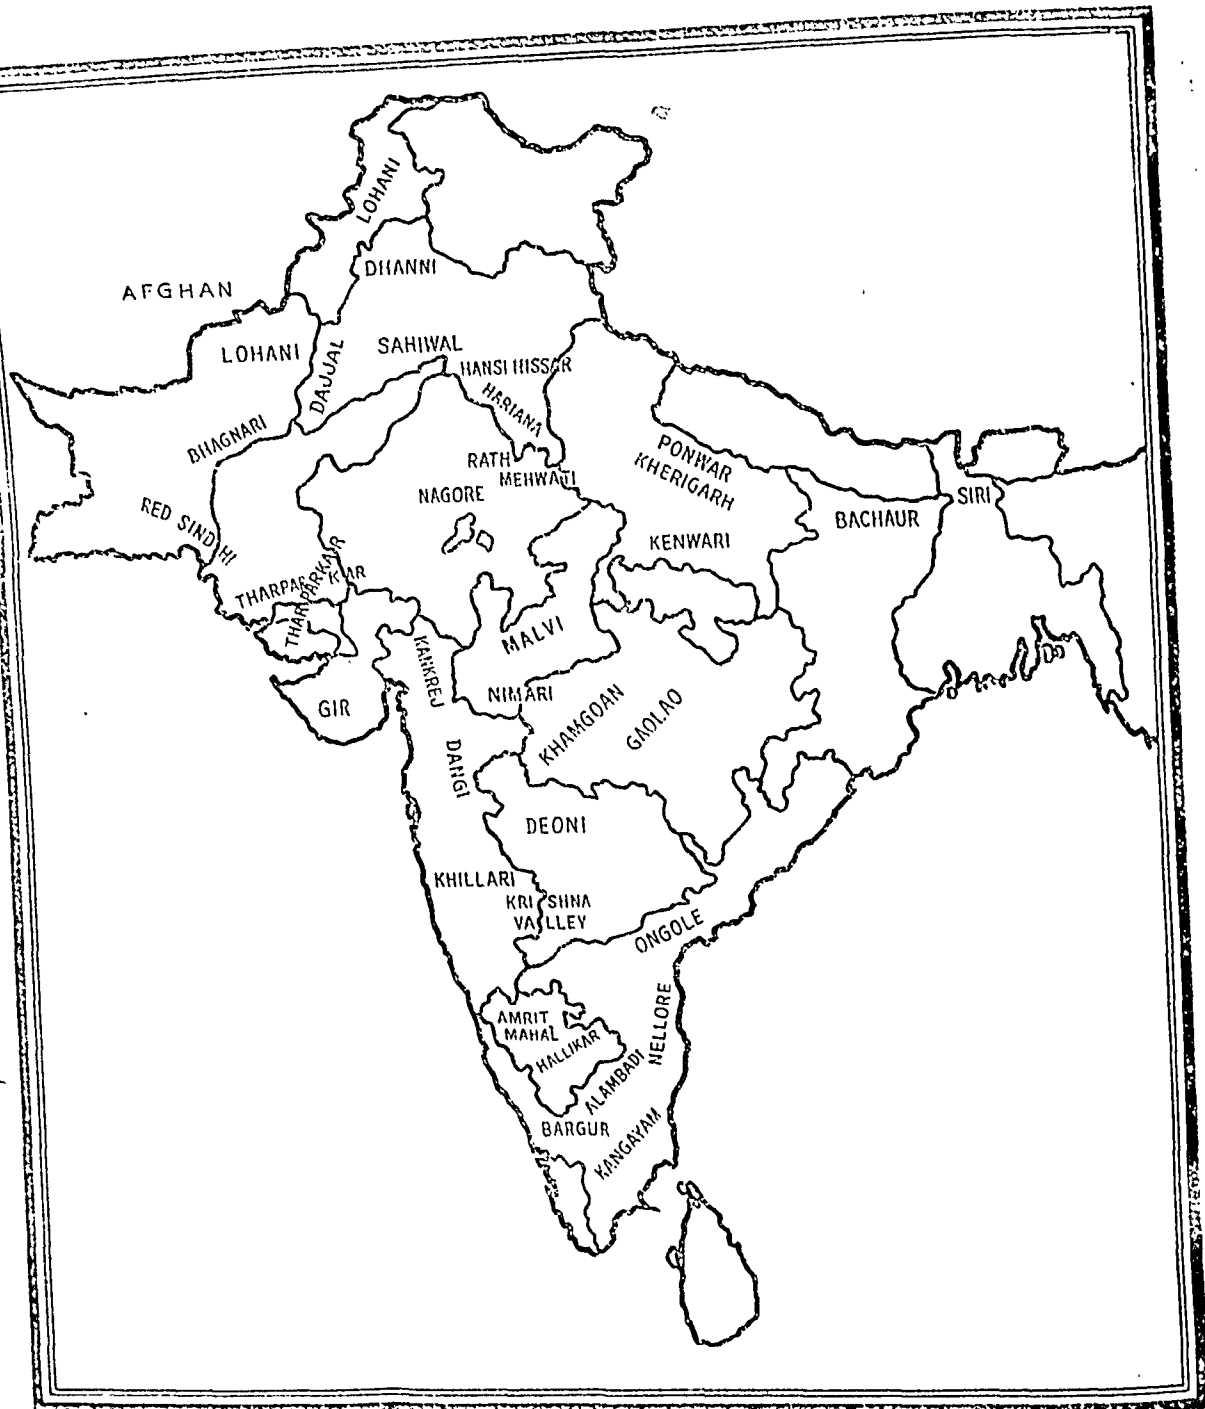 LOHANI
DHANNI
AFGHAN
LOHANI
DAJJAL
SAHIWAL
HANSI HISSAR
HARIANA
BHAGNARI
RATH
MEHWATI
NAGORE
PONWAR
KHERIGARH
SIRI
BACHAUR
RED SINDHI
KENWARI
THARPARKAR
THARPARKAR
MALVI
KANKREJ
NIMARI
GIR
KHAMGOAN
GAOLAO
DANGI
DEONI
KHILLARI
KRISHNA
VALLEY
ONGOLE
NELLORE
AMRIT
MAHAL
HALLIKAR
ALAMBADI
BARGUR
KANGAYAM